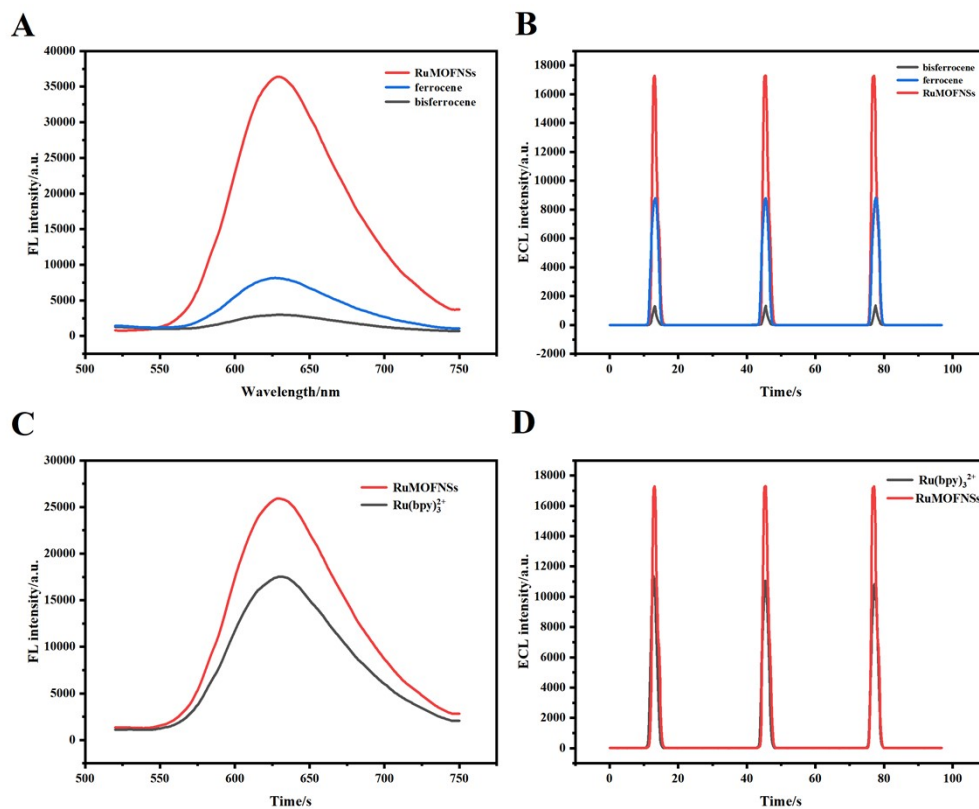 A
40000
35000
30000
25000
20000
15000
10000
5000
0
FL intensity/a.u.
RuMOFNSs
ferrocene
bisferrocene
500 550 600 650 700 750
Wavelength/nm
B
18000
16000
14000
12000
10000
8000
6000
4000
2000
0
-2000
ECL inetensity/a.u.
bisferrocene
ferrocene
RuMOFNSs
0 20 40 60 80 100
Time/s
C
30000
25000
20000
15000
10000
5000
0
FL intensity/a.u.
RuMOFNSs
Ru(bpy)₃²⁺
500 550 600 650 700 750
Time/s
D
18000
16000
14000
12000
10000
8000
6000
4000
2000
0
ECL intensity/a.u.
Ru(bpy)₃²⁺
RuMOFNSs
0 20 40 60 80 100
Time/s